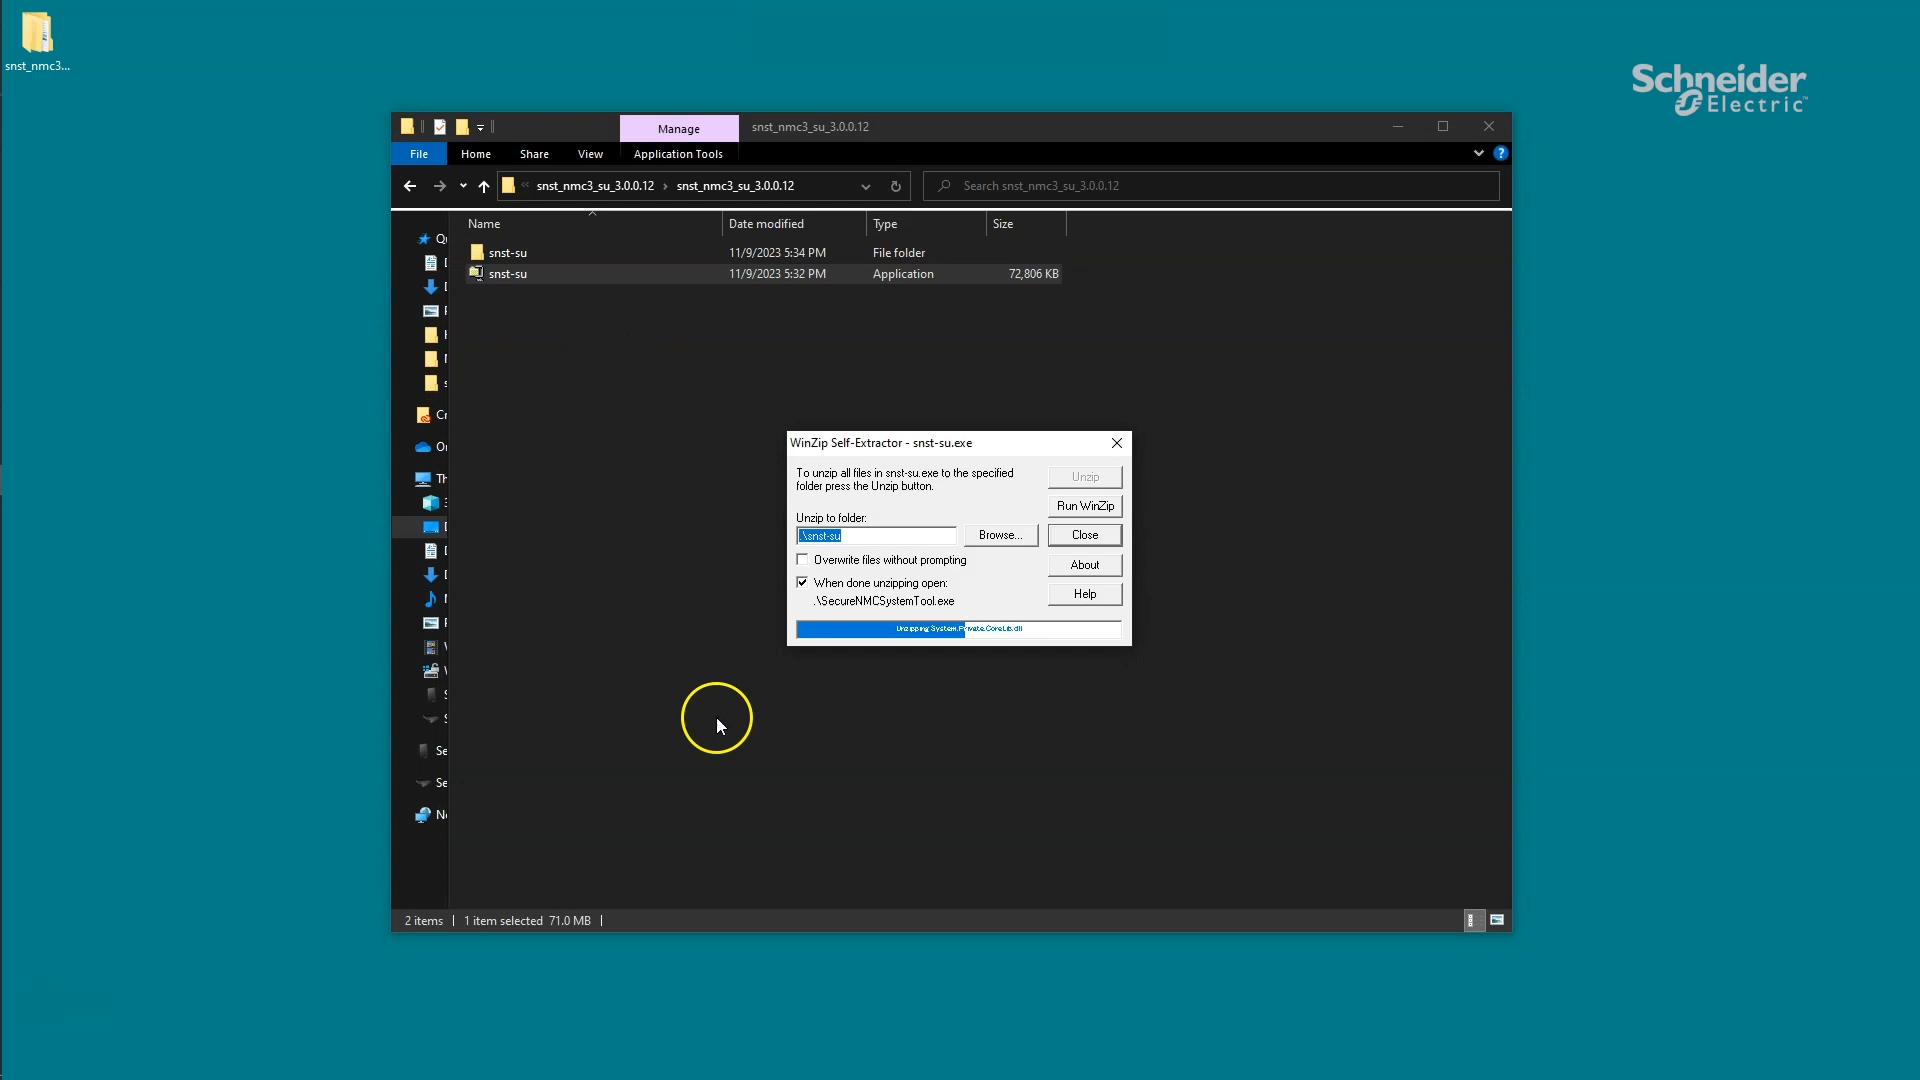 snst_nmc3...
Schneider
Electric
Manage
snst_nmc3_su_3.0.0.12
File
Home
Share
View
Application Tools
snst_nmc3_su_3.0.0.12 › snst_nmc3_su_3.0.0.12
Search snst_nmc3_su_3.0.0.12
Name
Date modified
Type
Size
snst-su
11/9/2023 5:34 PM
File folder
snst-su
11/9/2023 5:32 PM
Application
72,806 KB
WinZip Self-Extractor - snst-su.exe
To unzip all files in snst-su.exe to the specified
folder press the Unzip button.
Unzip
Run WinZip
Unzip to folder:
.\snst-su
Browse...
Close
Overwrite files without prompting
About
When done unzipping open:
.\SecureNMCSystemTool.exe
Help
Unzipping System.Private.CoreLib.dll
2 items
1 item selected 71.0 MB